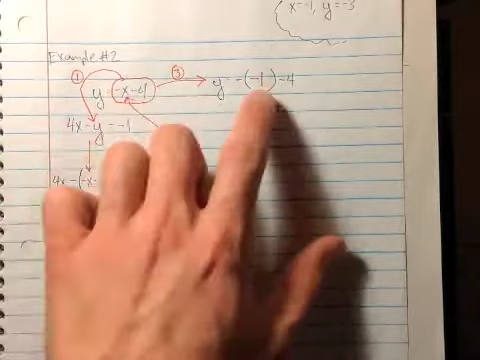 x=-1, y=-3
Example #2
① y = -x-4 ③ y = -(-1)-4
4x-y = -1
4x-(-x-